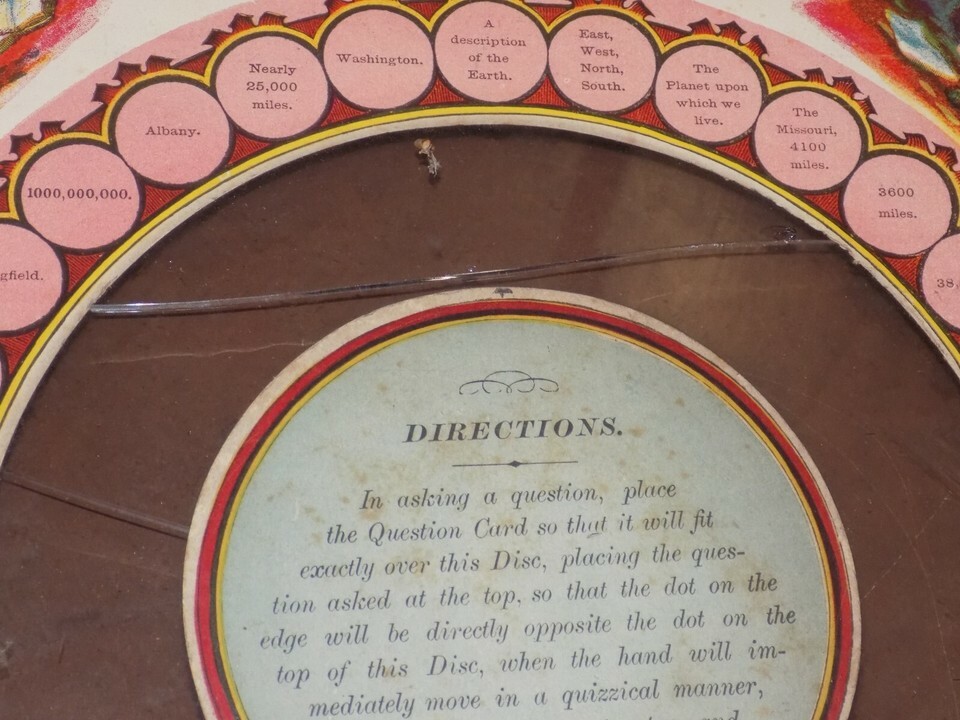 gfield.
1000,000,000.
Albany.
Nearly
25,000
miles.
Washington.
A
description
of the
Earth.
East,
West,
North,
South.
The
Planet upon
which we
live.
The
Missouri,
4100
miles.
3600
miles.
38,
DIRECTIONS.
In asking a question, place
the Question Card so that it will fit
exactly over this Disc, placing the ques-
tion asked at the top, so that the dot on the
edge will be directly opposite the dot on the
top of this Disc, when the hand will im-
mediately move in a quizzical manner,
and